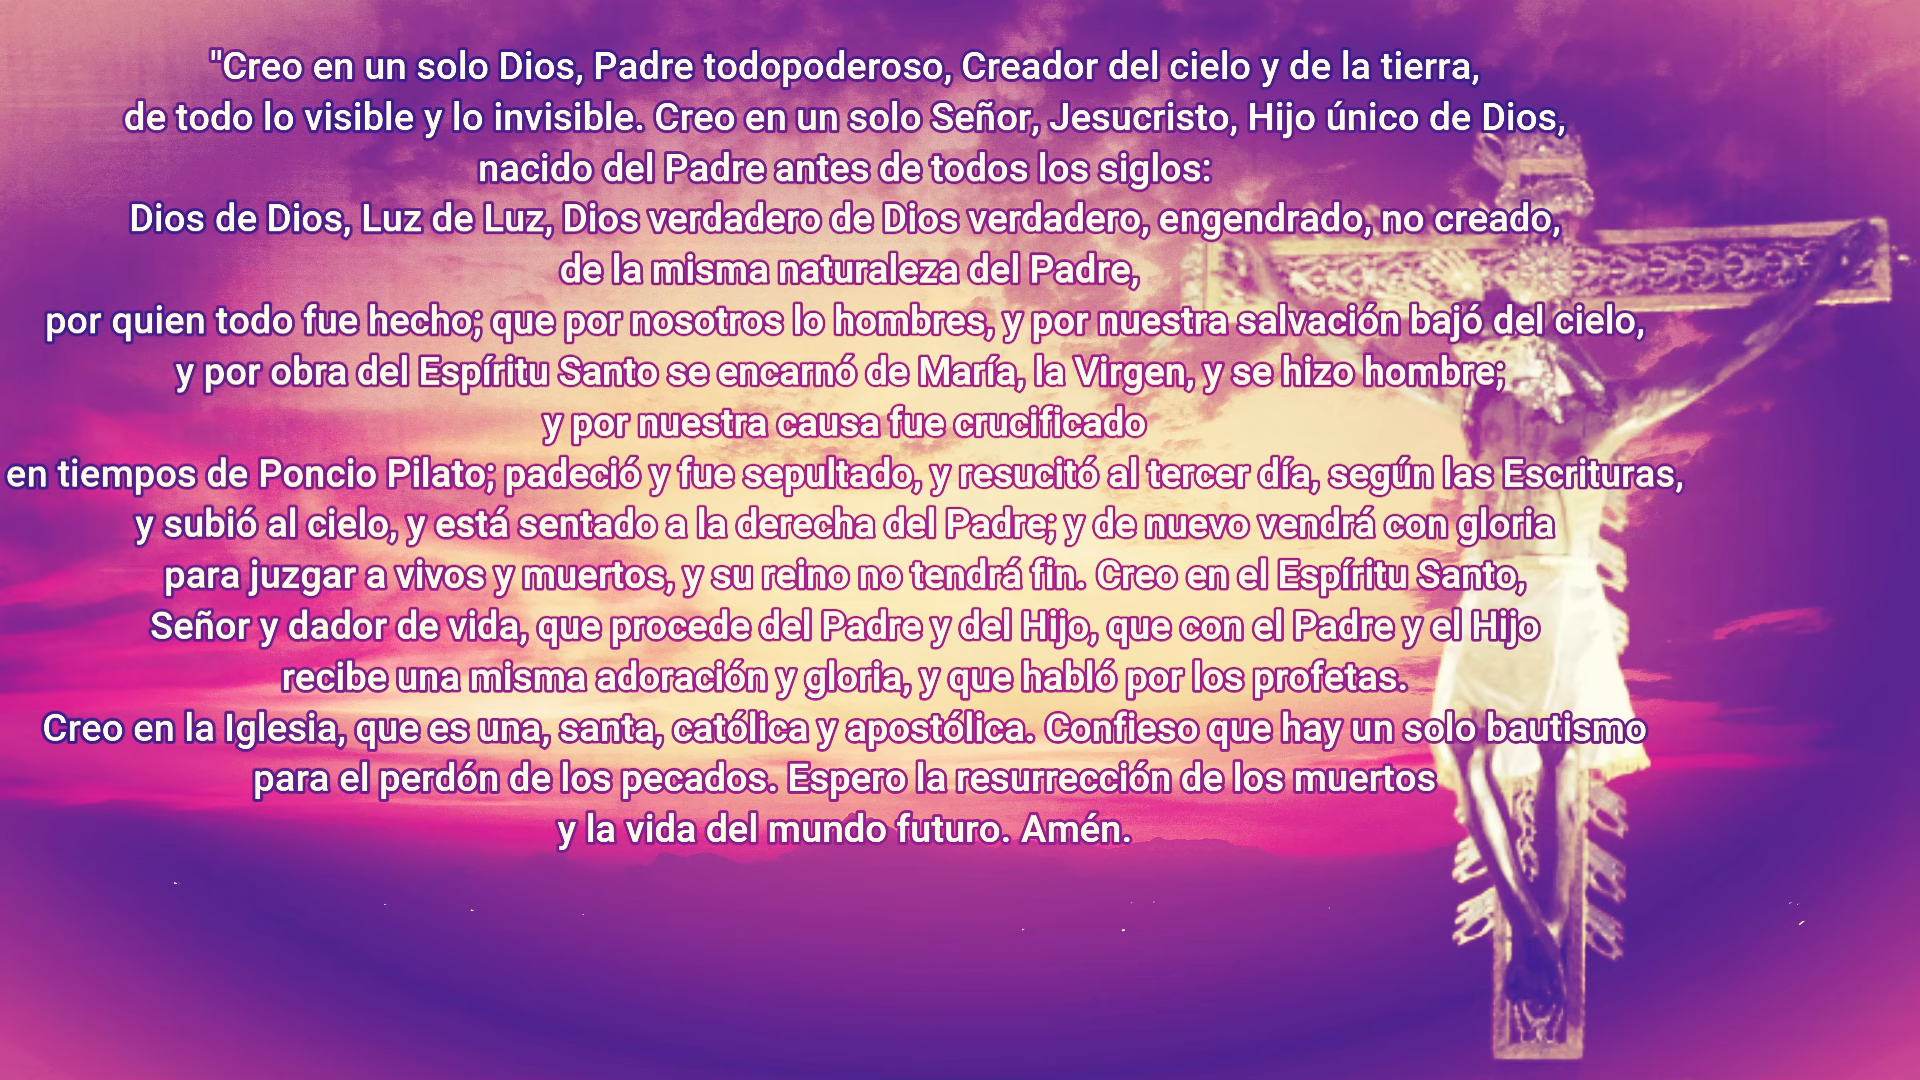 "Creo en un solo Dios, Padre todopoderoso, Creador del cielo y de la tierra,
de todo lo visible y lo invisible. Creo en un solo Señor, Jesucristo, Hijo único de Dios,
nacido del Padre antes de todos los siglos:
Dios de Dios, Luz de Luz, Dios verdadero de Dios verdadero, engendrado, no creado,
de la misma naturaleza del Padre,
por quien todo fue hecho; que por nosotros lo hombres, y por nuestra salvación bajó del cielo,
y por obra del Espíritu Santo se encarnó de María, la Virgen, y se hizo hombre;
y por nuestra causa fue crucificado
en tiempos de Poncio Pilato; padeció y fue sepultado, y resucitó al tercer día, según las Escrituras,
y subió al cielo, y está sentado a la derecha del Padre; y de nuevo vendrá con gloria
para juzgar a vivos y muertos, y su reino no tendrá fin. Creo en el Espíritu Santo,
Señor y dador de vida, que procede del Padre y del Hijo, que con el Padre y el Hijo
recibe una misma adoración y gloria, y que habló por los profetas.
Creo en la Iglesia, que es una, santa, católica y apostólica. Confieso que hay un solo bautismo
para el perdón de los pecados. Espero la resurrección de los muertos
y la vida del mundo futuro. Amén.